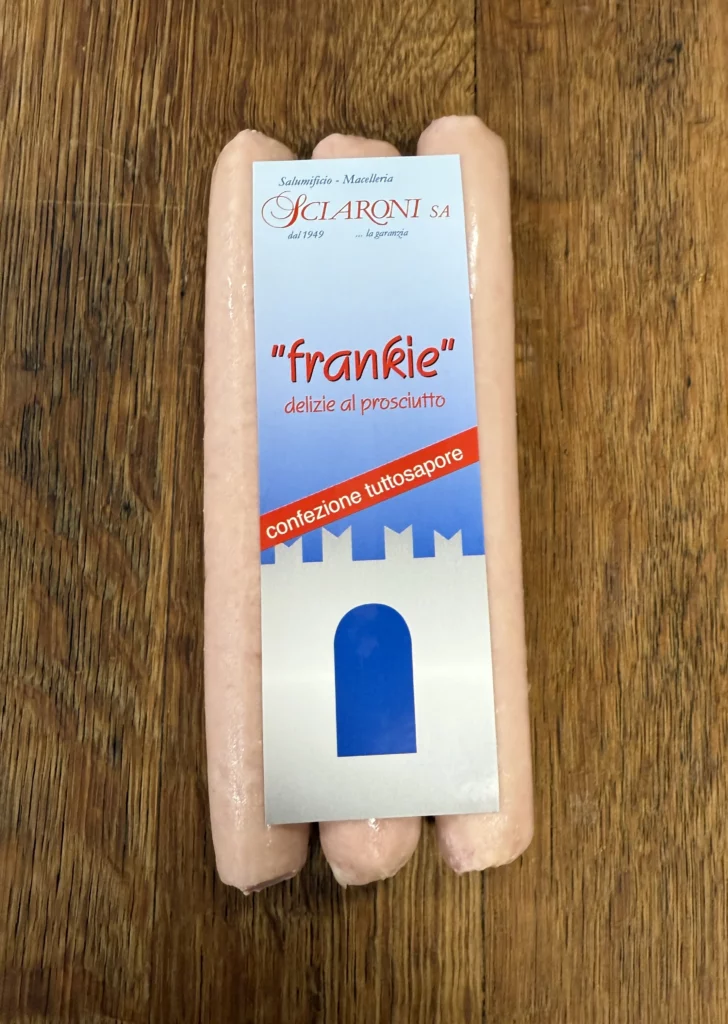 Salumificio - Macelleria
SCIARONI SA
dal 1949 ... la garanzia
"frankie"
delizie al prosciutto
confezione tuttosapore